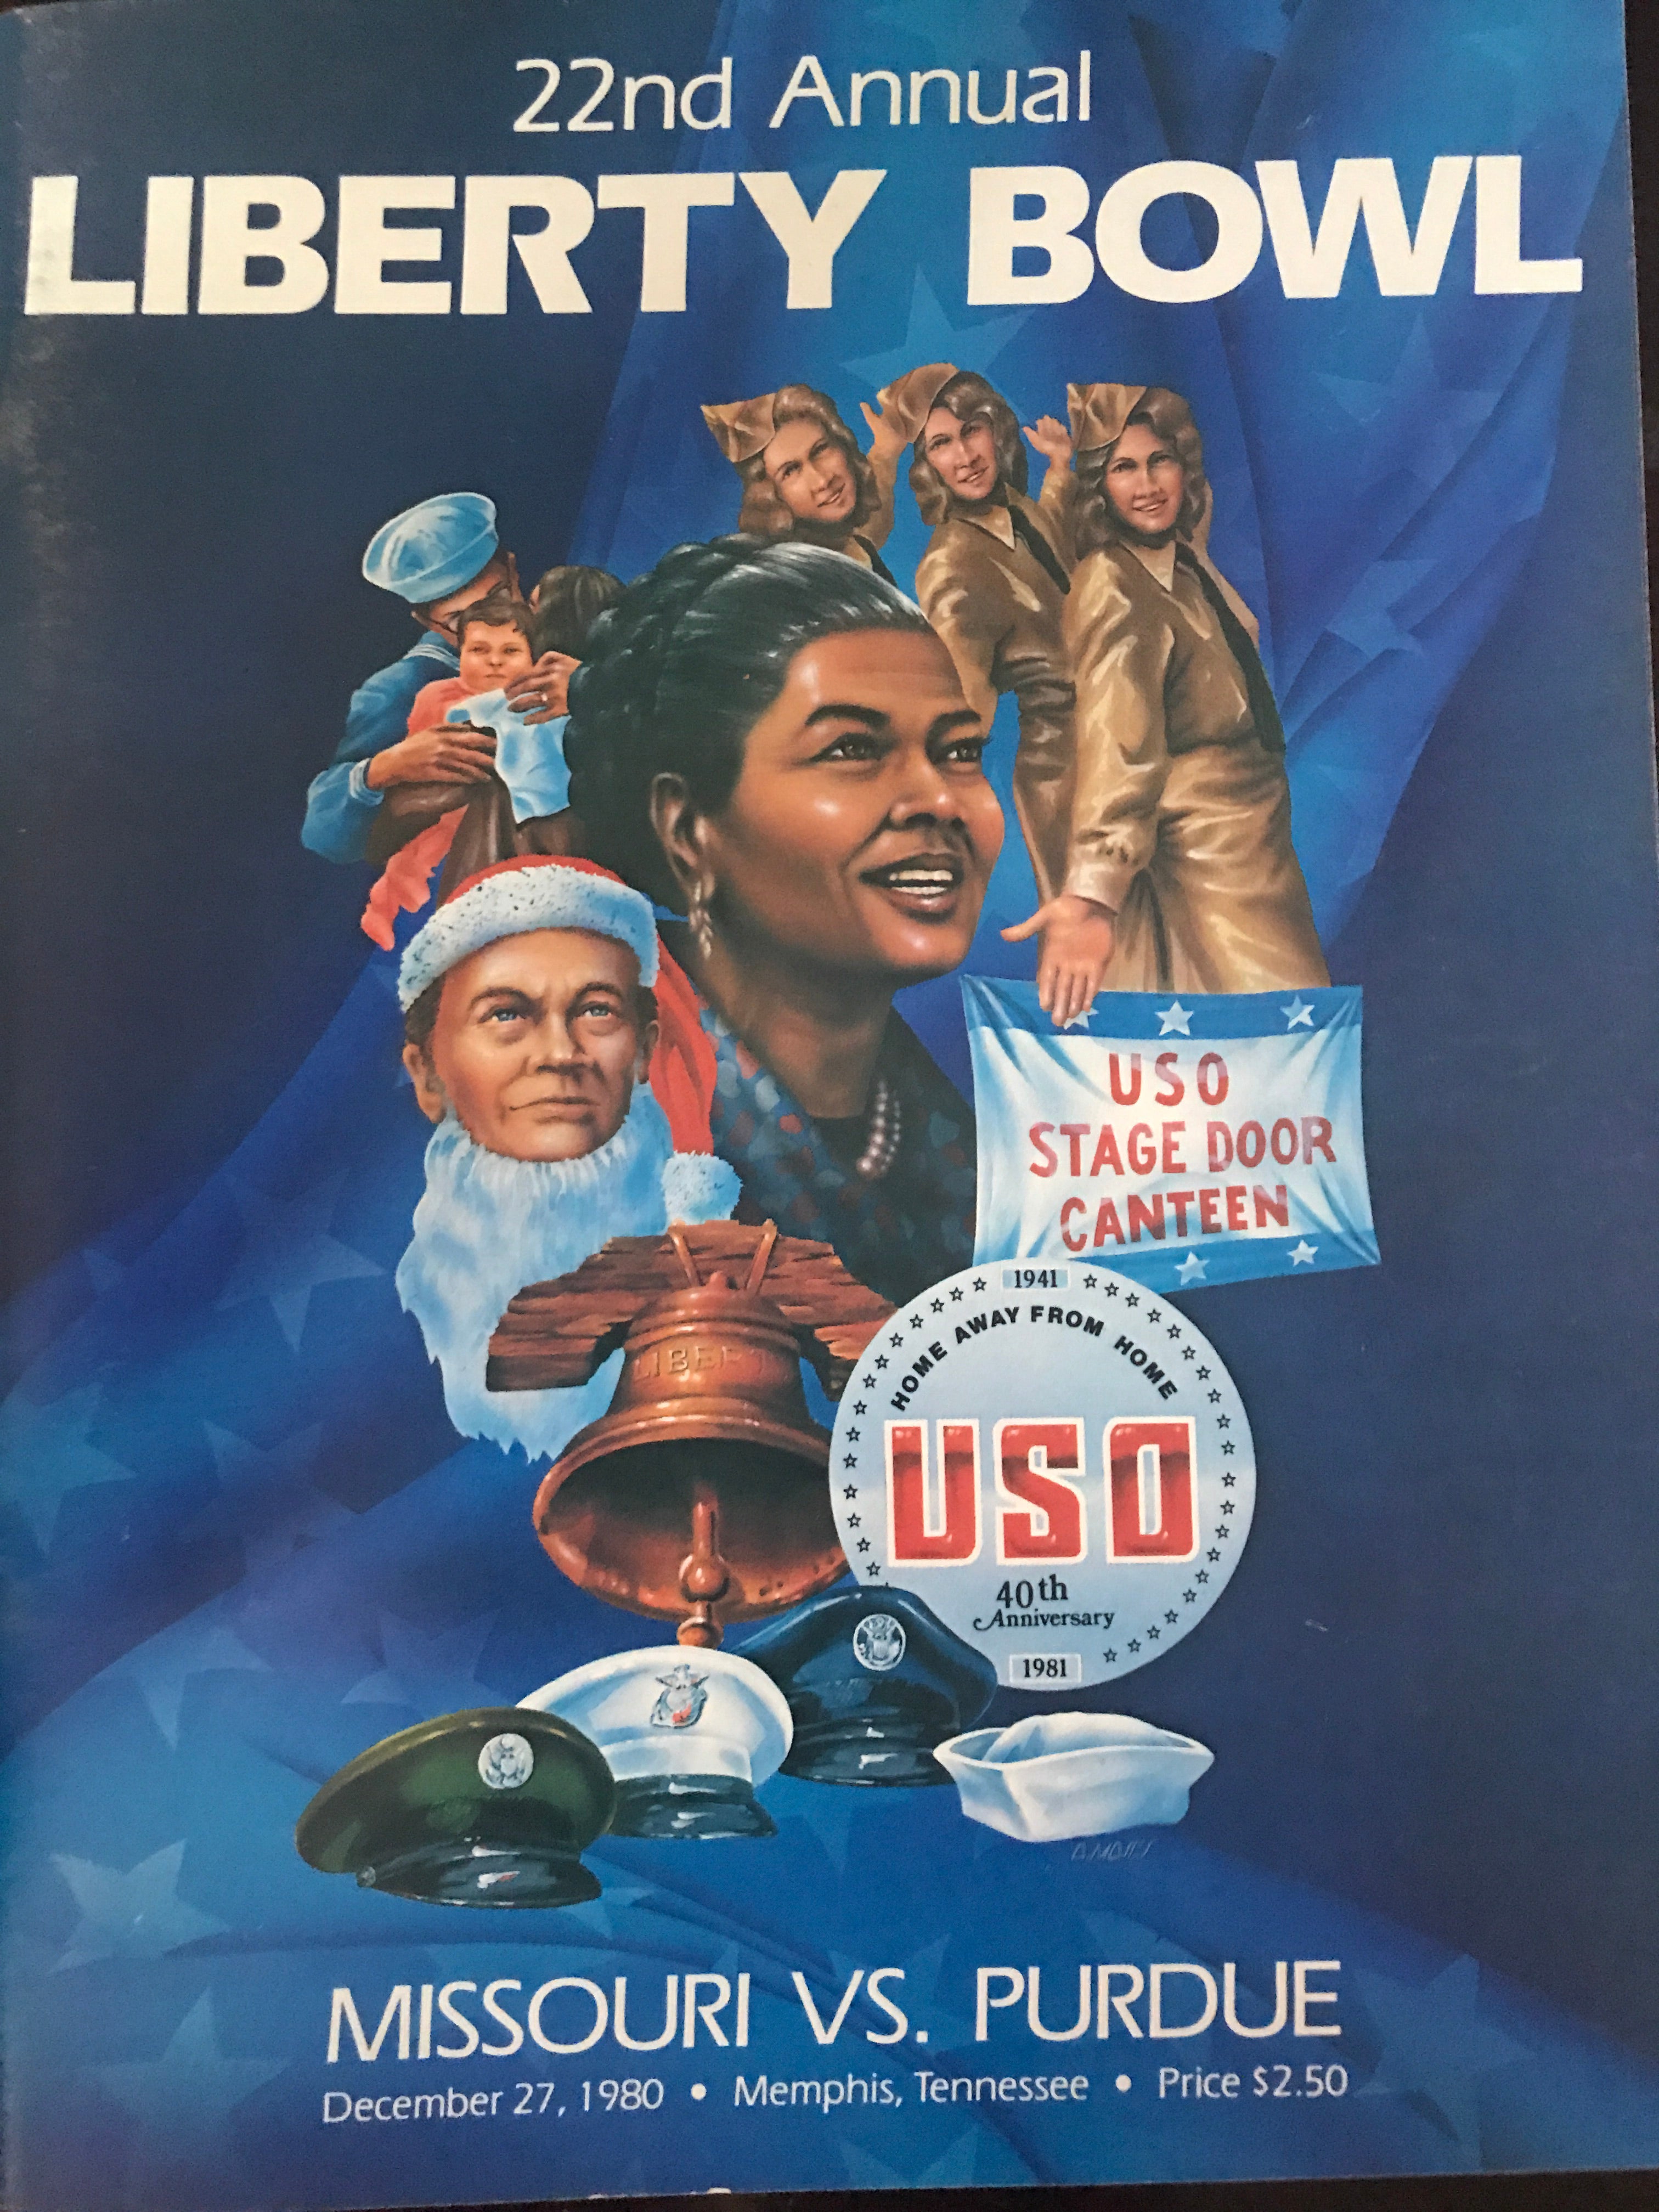 22nd Annual
LIBERTY BOWL
USO
STAGE DOOR
CANTEEN
1941
HOME AWAY FROM HOME
LIBERT
USO
40th
Anniversary
1981
MISSOURI VS. PURDUE
December 27, 1980 • Memphis, Tennessee • Price $2.50